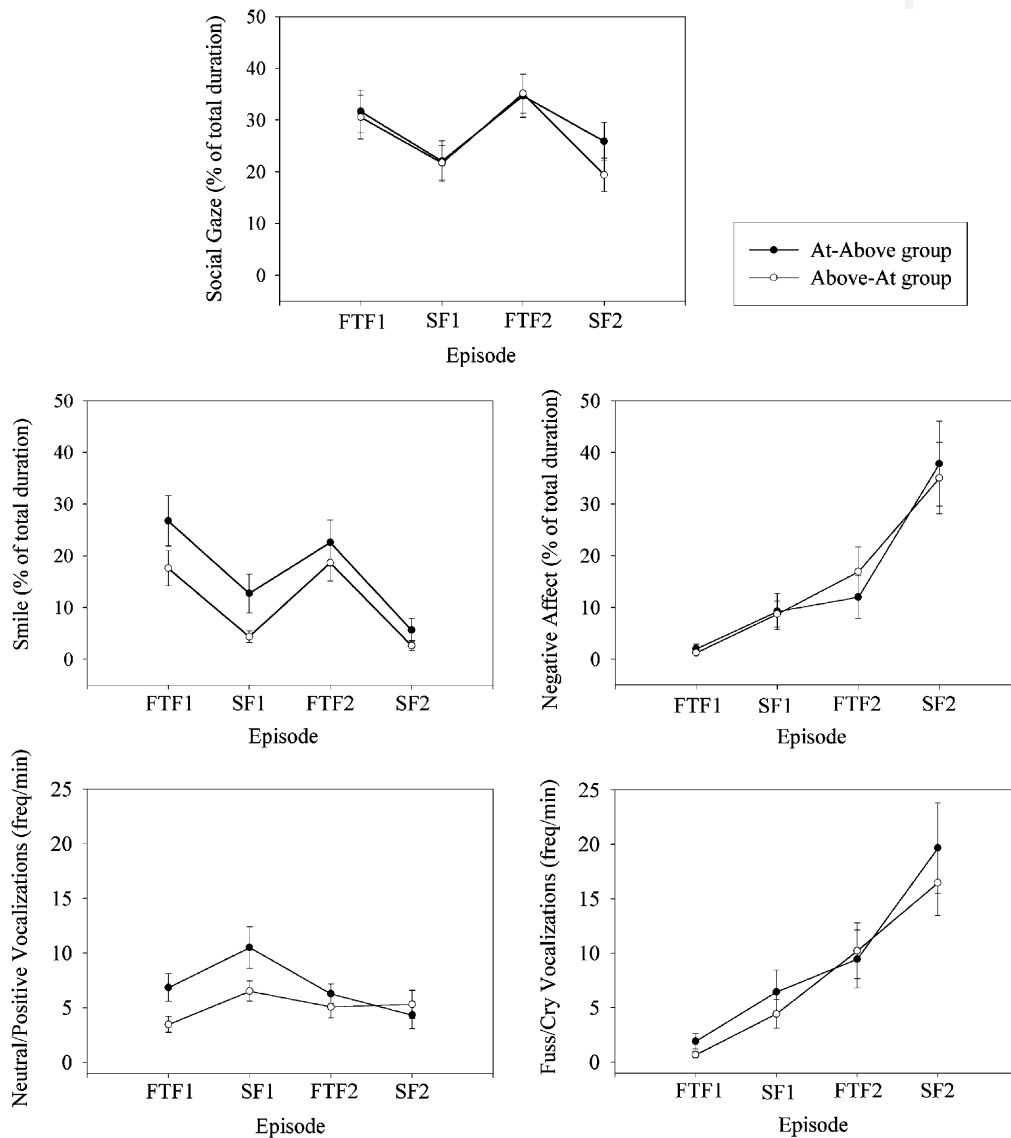 50
40
30
20
10
0
Social Gaze (% of total duration)
FTF1 SF1 FTF2 SF2
Episode
At-Above group
Above-At group
50
40
30
20
10
0
Smile (% of total duration)
FTF1 SF1 FTF2 SF2
Episode
50
40
30
20
10
0
Negative Affect (% of total duration)
FTF1 SF1 FTF2 SF2
Episode
25
20
15
10
5
0
Neutral/Positive Vocalizations (freq/min)
FTF1 SF1 FTF2 SF2
Episode
25
20
15
10
5
0
Fuss/Cry Vocalizations (freq/min)
FTF1 SF1 FTF2 SF2
Episode